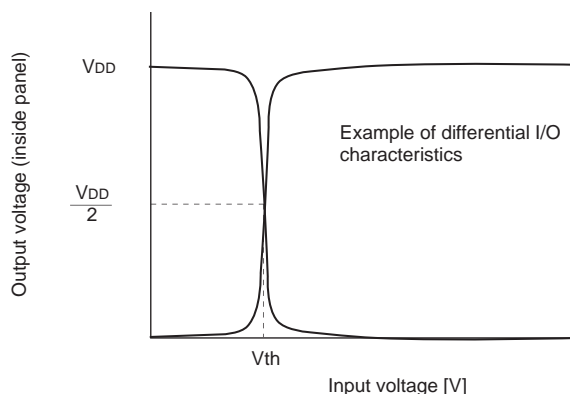 Output voltage (inside panel)
VDD
VDD
2
Example of differential I/O
characteristics
Vth
Input voltage [V]